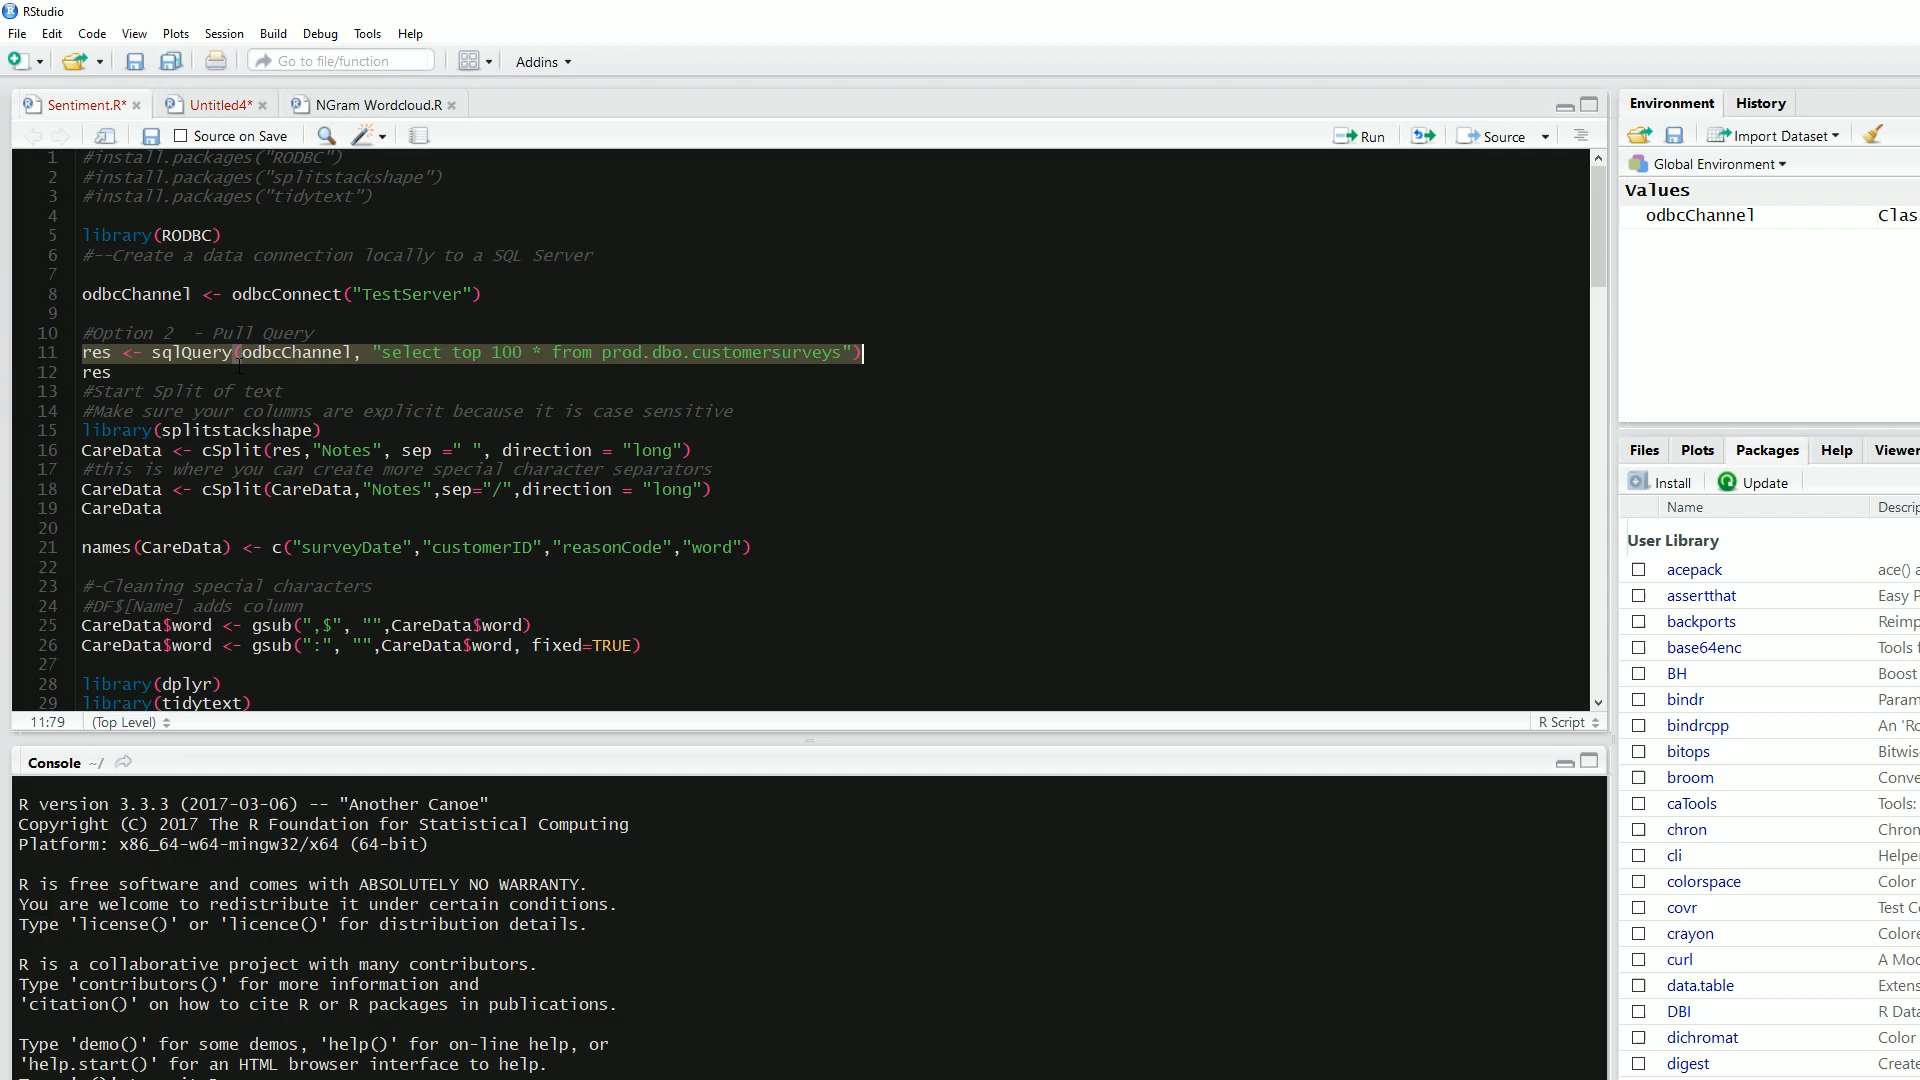 RStudio
File Edit Code View Plots Session Build Debug Tools Help
Go to file/function Addins
Sentiment.R* Untitled4* NGram Wordcloud.R
Source on Save Run Source
1 #install.packages("RODBC")
2 #install.packages("splitstackshape")
3 #install.packages("tidytext")
4
5 library(RODBC)
6 #--Create a data connection locally to a SQL Server
7
8 odbcChannel <- odbcConnect("TestServer")
9
10 #Option 2 - Pull Query
11 res <- sqlQuery(odbcChannel, "select top 100 * from prod.dbo.customersurveys")
12 res
13 #Start Split of text
14 #Make sure your columns are explicit because it is case sensitive
15 library(splitstackshape)
16 CareData <- cSplit(res,"Notes", sep =" ", direction = "long")
17 #this is where you can create more special character separators
18 CareData <- cSplit(CareData,"Notes",sep="/",direction = "long")
19 CareData
20
21 names(CareData) <- c("surveyDate","customerID","reasonCode","word")
22
23 #-Cleaning special characters
24 #DF$[Name] adds column
25 CareData$word <- gsub(",$", "",CareData$word)
26 CareData$word <- gsub(":", "",CareData$word, fixed=TRUE)
27
28 library(dplyr)
29 library(tidytext)
11:79 (Top Level) R Script
Console ~/
R version 3.3.3 (2017-03-06) -- "Another Canoe"
Copyright (C) 2017 The R Foundation for Statistical Computing
Platform: x86_64-w64-mingw32/x64 (64-bit)
R is free software and comes with ABSOLUTELY NO WARRANTY.
You are welcome to redistribute it under certain conditions.
Type 'license()' or 'licence()' for distribution details.
R is a collaborative project with many contributors.
Type 'contributors()' for more information and
'citation()' on how to cite R or R packages in publications.
Type 'demo()' for some demos, 'help()' for on-line help, or
'help.start()' for an HTML browser interface to help.
Environment History
Import Dataset
Global Environment
Values
odbcChannel Clas
Files Plots Packages Help Viewer
Install Update
Name Descrip
User Library
acepack ace() a
assertthat Easy P
backports Reimp
base64enc Tools f
BH Boost
bindr Param
bindrcpp An 'Rc
bitops Bitwis
broom Conve
caTools Tools:
chron Chron
cli Helper
colorspace Color
covr Test Co
crayon Colore
curl A Mod
data.table Extens
DBI R Data
dichromat Color
digest Create